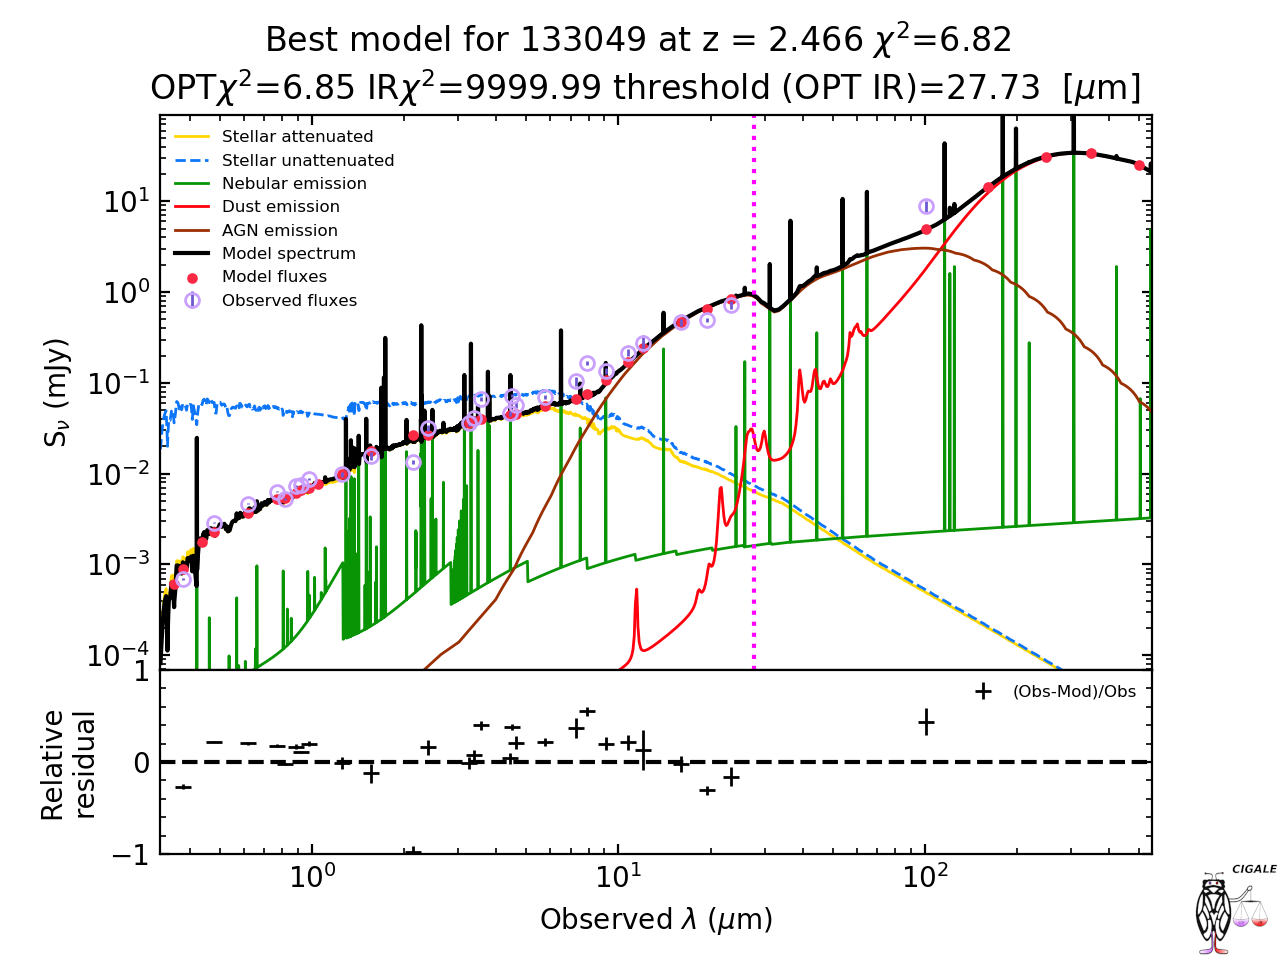 Best model for 133049 at z = 2.466 χ²=6.82
OPTχ²=6.85 IRχ²=9999.99 threshold (OPT IR)=27.73 [μm]
Stellar attenuated
Stellar unattenuated
Nebular emission
Dust emission
AGN emission
Model spectrum
Model fluxes
Observed fluxes
S_ν (mJy)
10¹
10⁰
10⁻¹
10⁻²
10⁻³
10⁻⁴
1
0
−1
Relative
residual
(Obs-Mod)/Obs
10⁰ 10¹ 10²
Observed λ (μm)
CIGALE